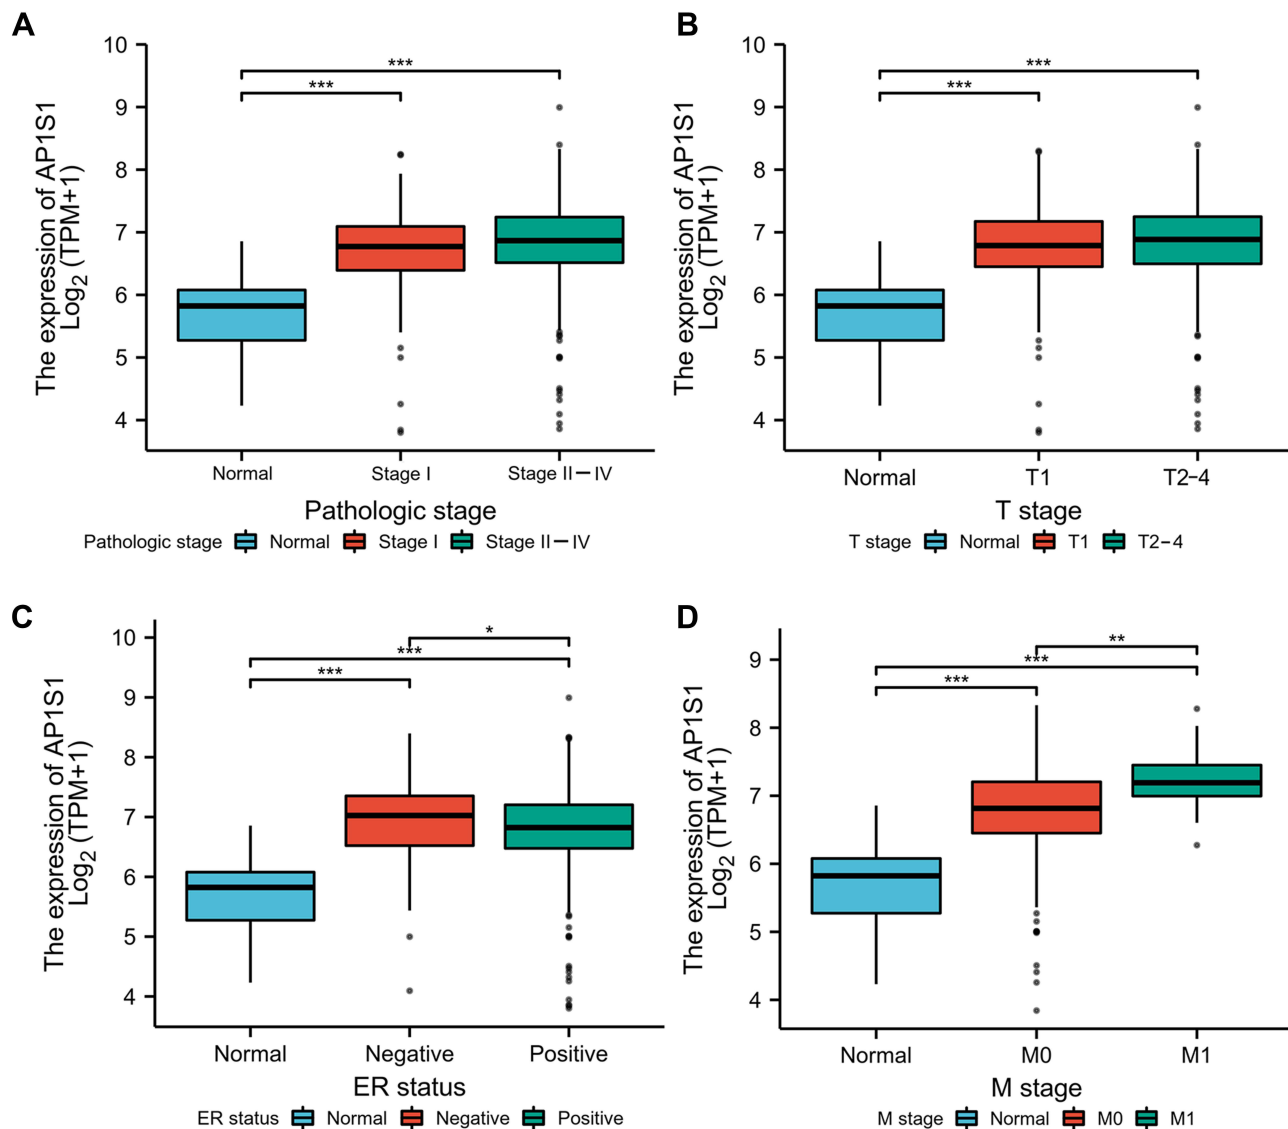 A
The expression of AP1S1
Log2 (TPM+1)
10
9
8
7
6
5
4
***
***
Normal Stage I Stage II—IV
Pathologic stage
Pathologic stage Normal Stage I Stage II—IV
B
The expression of AP1S1
Log2 (TPM+1)
10
9
8
7
6
5
4
***
***
Normal T1 T2-4
T stage
T stage Normal T1 T2-4
C
The expression of AP1S1
Log2 (TPM+1)
10
9
8
7
6
5
4
*
***
***
Normal Negative Positive
ER status
ER status Normal Negative Positive
D
The expression of AP1S1
Log2 (TPM+1)
9
8
7
6
5
4
**
***
***
Normal M0 M1
M stage
M stage Normal M0 M1